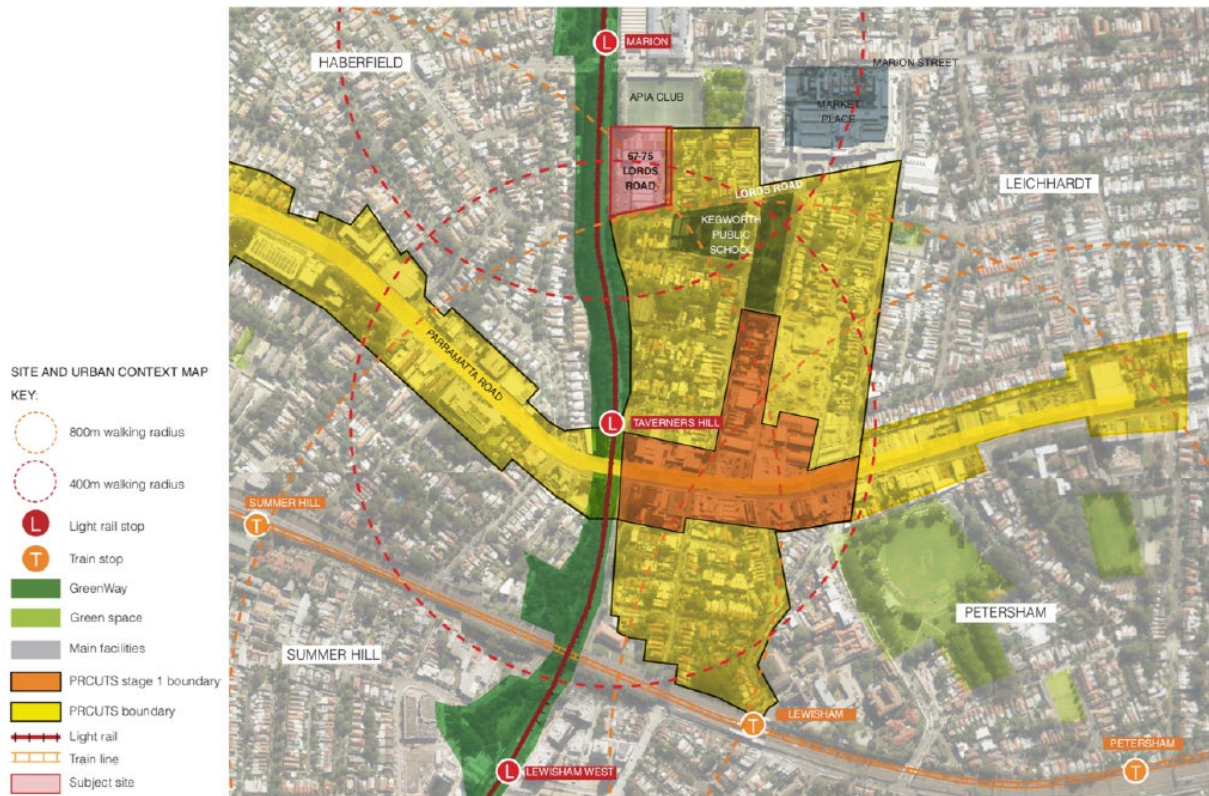 MARION
HABERFIELD
MARION STREET
APIA CLUB
MARKET
PLACE
67-75
LORDS
ROAD
LORDS ROAD
LEICHHARDT
KEGWORTH
PUBLIC
SCHOOL
PARRAMATTA ROAD
TAVERNERS HILL
SUMMER HILL
PETERSHAM
SUMMER HILL
LEWISHAM
PETERSHAM
LEWISHAM WEST
L
L
L
T
T
T
SITE AND URBAN CONTEXT MAP
KEY:
800m walking radius
400m walking radius
L Light rail stop
T Train stop
GreenWay
Green space
Main facilities
PRCUTS stage 1 boundary
PRCUTS boundary
Light rail
Train line
Subject site